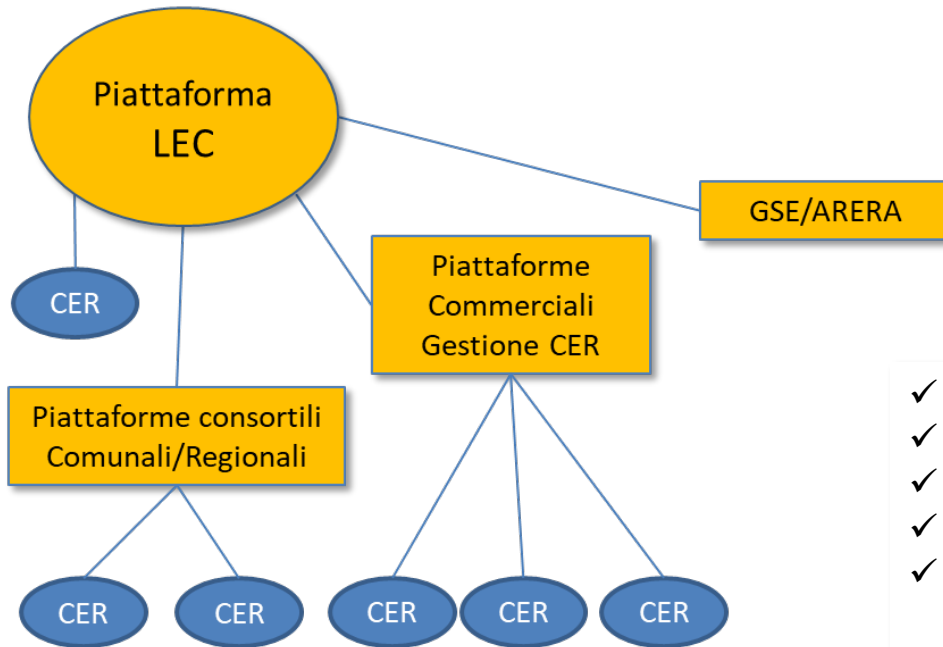 Piattaforma
LEC
GSE/ARERA
CER
Piattaforme
Commerciali
Gestione CER
Piattaforme consortili
Comunali/Regionali
CER
CER
CER
CER
CER